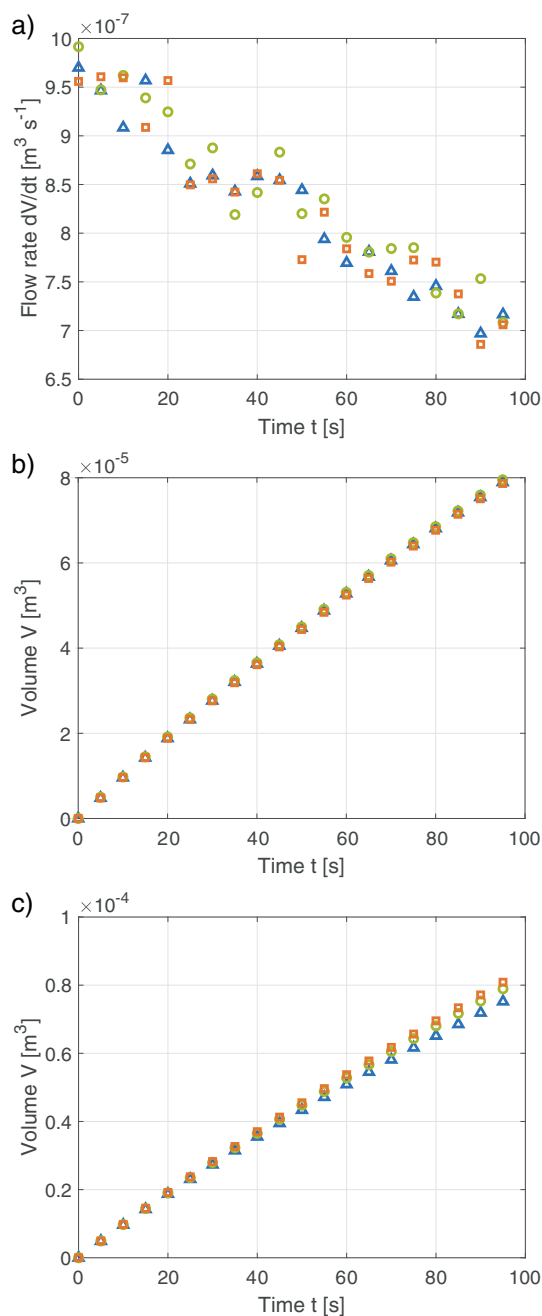 a)
×10⁻⁷
10
9.5
9
8.5
8
7.5
7
6.5
Flow rate dV/dt [m³ s⁻¹]
0 20 40 60 80 100
Time t [s]
b)
×10⁻⁵
8
6
4
2
0
Volume V [m³]
0 20 40 60 80 100
Time t [s]
c)
×10⁻⁴
1
0.8
0.6
0.4
0.2
0
Volume V [m³]
0 20 40 60 80 100
Time t [s]